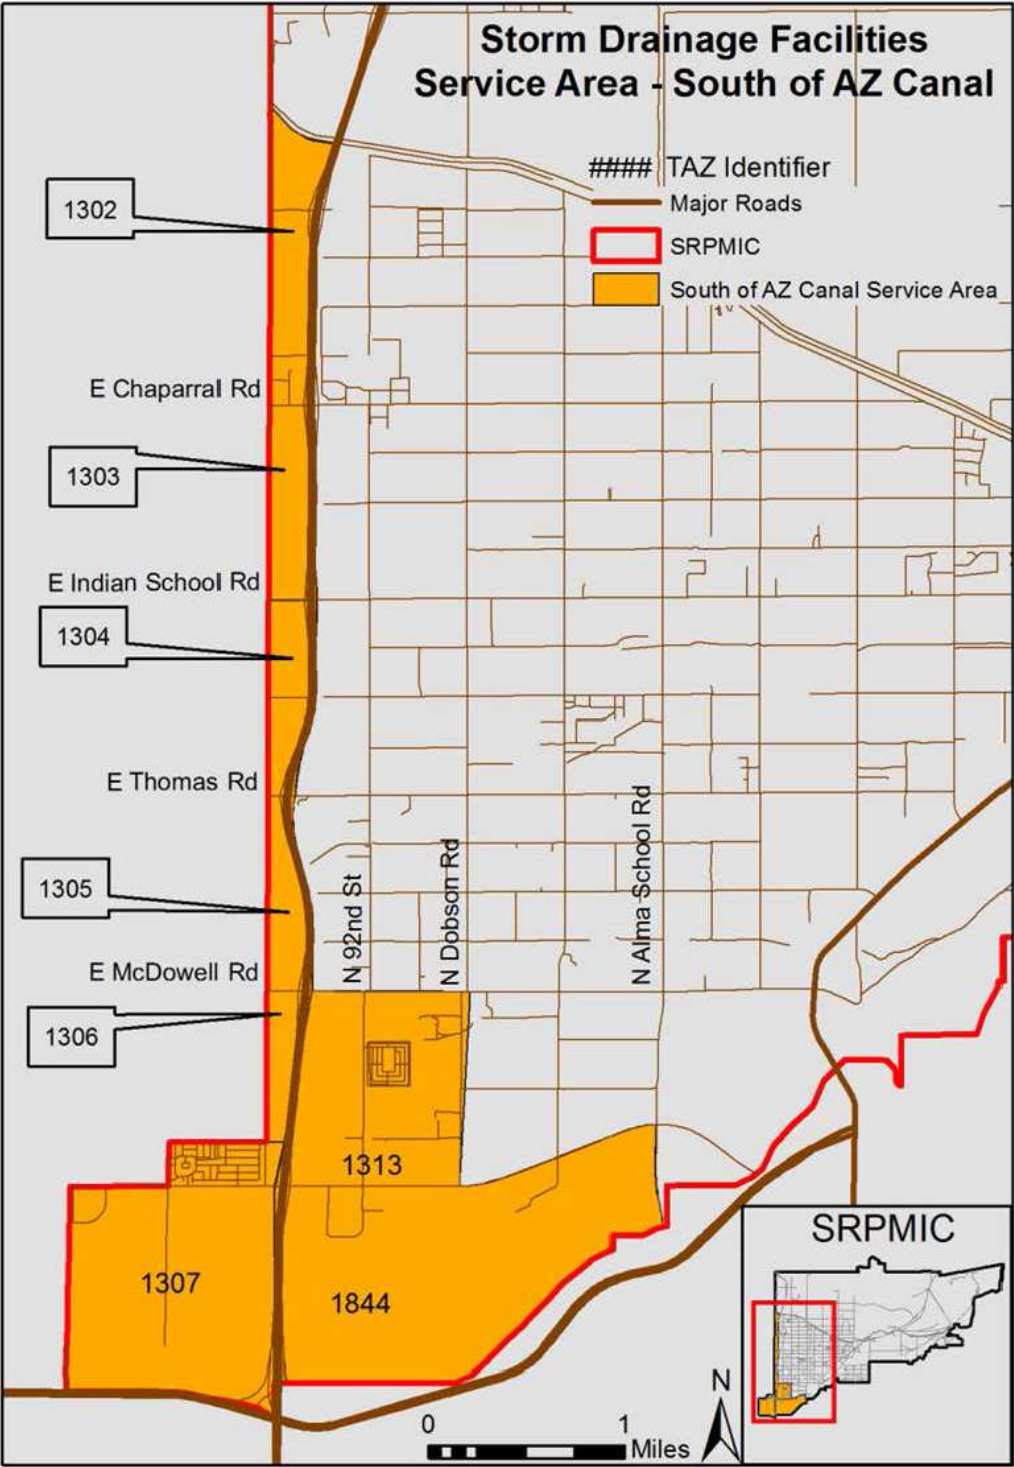 Storm Drainage Facilities
Service Area - South of AZ Canal
#### TAZ Identifier
Major Roads
SRPMIC
South of AZ Canal Service Area
1302
E Chaparral Rd
1303
E Indian School Rd
1304
E Thomas Rd
1305
N 92nd St
N Dobson Rd
N Alma School Rd
E McDowell Rd
1306
1313
1307
1844
SRPMIC
N
0 1
Miles